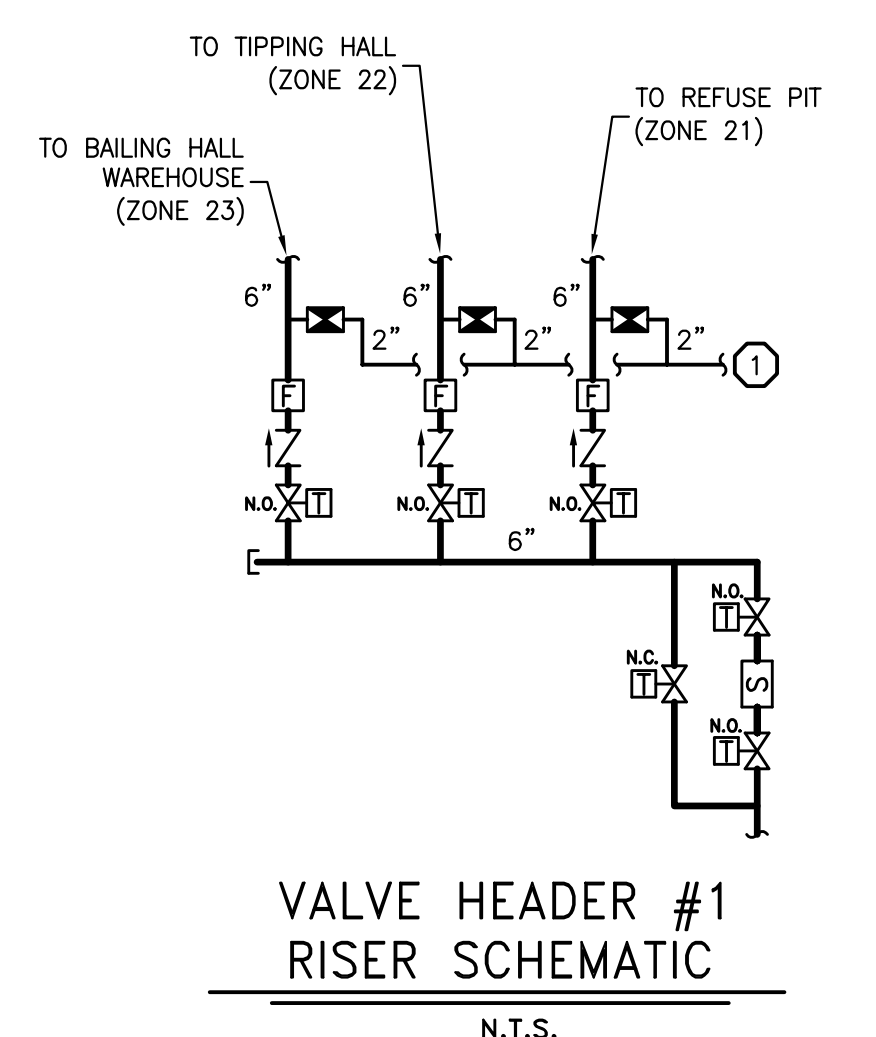 TO TIPPING HALL
(ZONE 22)
TO REFUSE PIT
(ZONE 21)
TO BAILING HALL
WAREHOUSE
(ZONE 23)
6” 6” 6”
2” 2” 2”
1
F F F
N.O. T N.O. T N.O. T
6”
N.O.
T
N.C.
T
S
N.O.
T
VALVE HEADER #1
RISER SCHEMATIC
N.T.S.